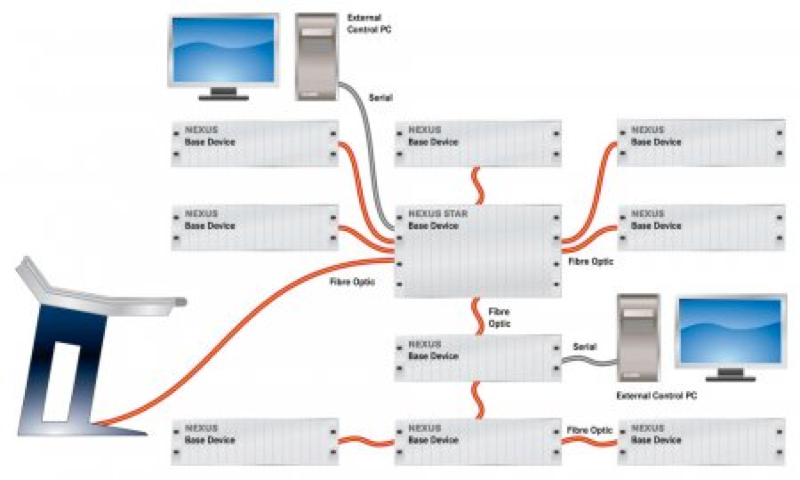 External
Control PC
Serial
NEXUS
Base Device
NEXUS
Base Device
NEXUS
Base Device
NEXUS
Base Device
NEXUS STAR
Base Device
NEXUS
Base Device
Fibre Optic
Fibre Optic
Fibre
Optic
NEXUS
Base Device
Serial
External Control PC
NEXUS
Base Device
NEXUS
Base Device
Fibre Optic
NEXUS
Base Device